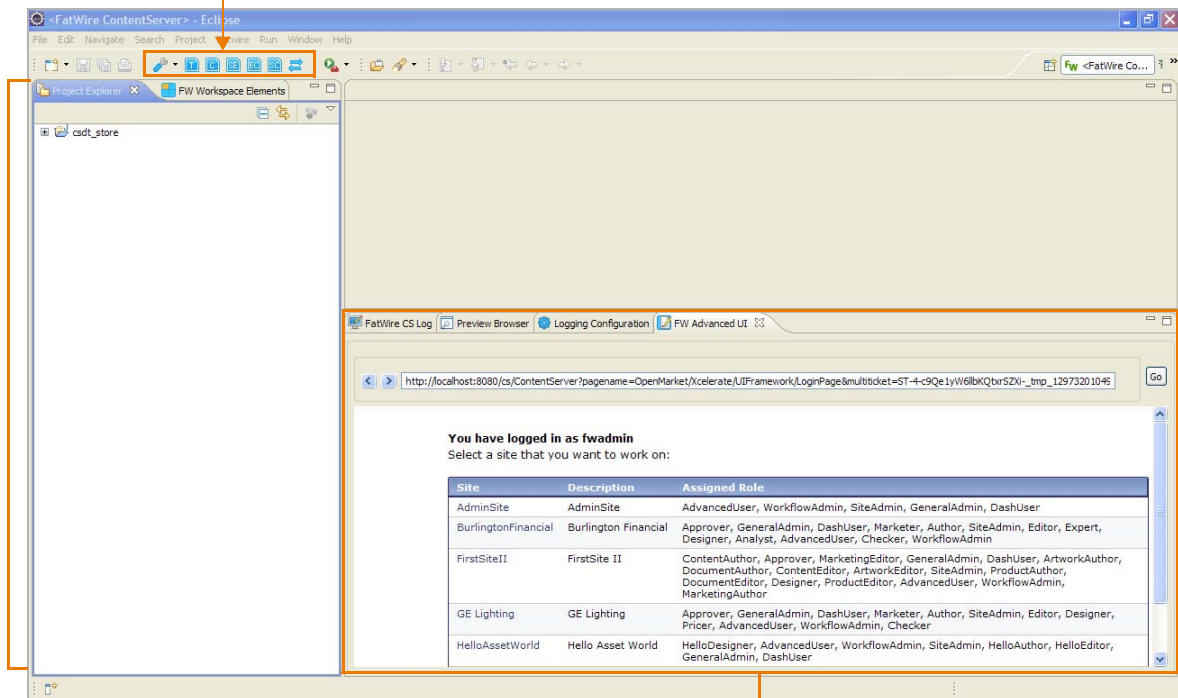 <FatWire ContentServer> - Eclipse
File Edit Navigate Search Project Fatwire Run Window Help
T C SE EC SC
FW <FatWire Co...
Project Explorer FW Workspace Elements
csdt_store
FatWire CS Log Preview Browser Logging Configuration FW Advanced UI
http://localhost:8080/cs/ContentServer?pagename=OpenMarket/Xcelerate/UIFramework/LoginPage&multiticket=ST-4-c9Qe1yW6llbKQtxrSZXi-_tmp_1297320104 Go
You have logged in as fwadmin
Select a site that you want to work on:
Site Description Assigned Role
AdminSite AdminSite AdvancedUser, WorkflowAdmin, SiteAdmin, GeneralAdmin, DashUser
BurlingtonFinancial Burlington Financial Approver, GeneralAdmin, DashUser, Marketer, Author, SiteAdmin, Editor, Expert,
Designer, Analyst, AdvancedUser, Checker, WorkflowAdmin
FirstSiteII FirstSite II ContentAuthor, Approver, MarketingEditor, GeneralAdmin, DashUser, ArtworkAuthor,
DocumentAuthor, ContentEditor, ArtworkEditor, SiteAdmin, ProductAuthor,
DocumentEditor, Designer, ProductEditor, AdvancedUser, WorkflowAdmin,
MarketingAuthor
GE Lighting GE Lighting Approver, GeneralAdmin, DashUser, Marketer, Author, SiteAdmin, Editor, Designer,
Pricer, AdvancedUser, WorkflowAdmin, Checker
HelloAssetWorld Hello Asset World HelloDesigner, AdvancedUser, WorkflowAdmin, SiteAdmin, HelloAuthor, HelloEditor,
GeneralAdmin, DashUser